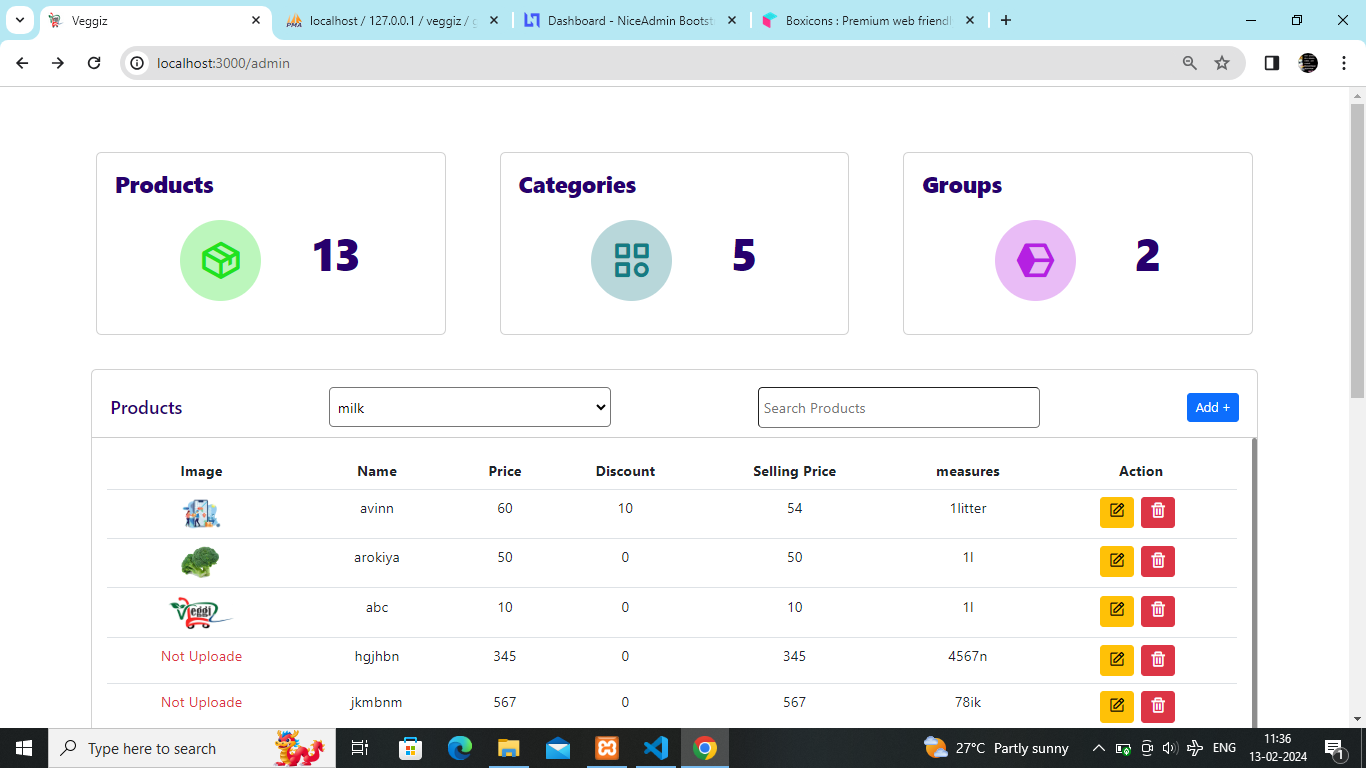 Veggiz
localhost / 127.0.0.1 / veggiz / g
Dashboard - NiceAdmin Bootst
Boxicons : Premium web friendl
localhost:3000/admin
Products
Categories
Groups
13
5
2
Products
milk
Search Products
Add +
Image Name Price Discount Selling Price measures Action
avinn 60 10 54 1litter
arokiya 50 0 50 1l
Veggi abc 10 0 10 1l
Not Uploade hgjhbn 345 0 345 4567n
Not Uploade jkmbnm 567 0 567 78ik
Type here to search
27°C Partly sunny
ENG
11:36
13-02-2024
1